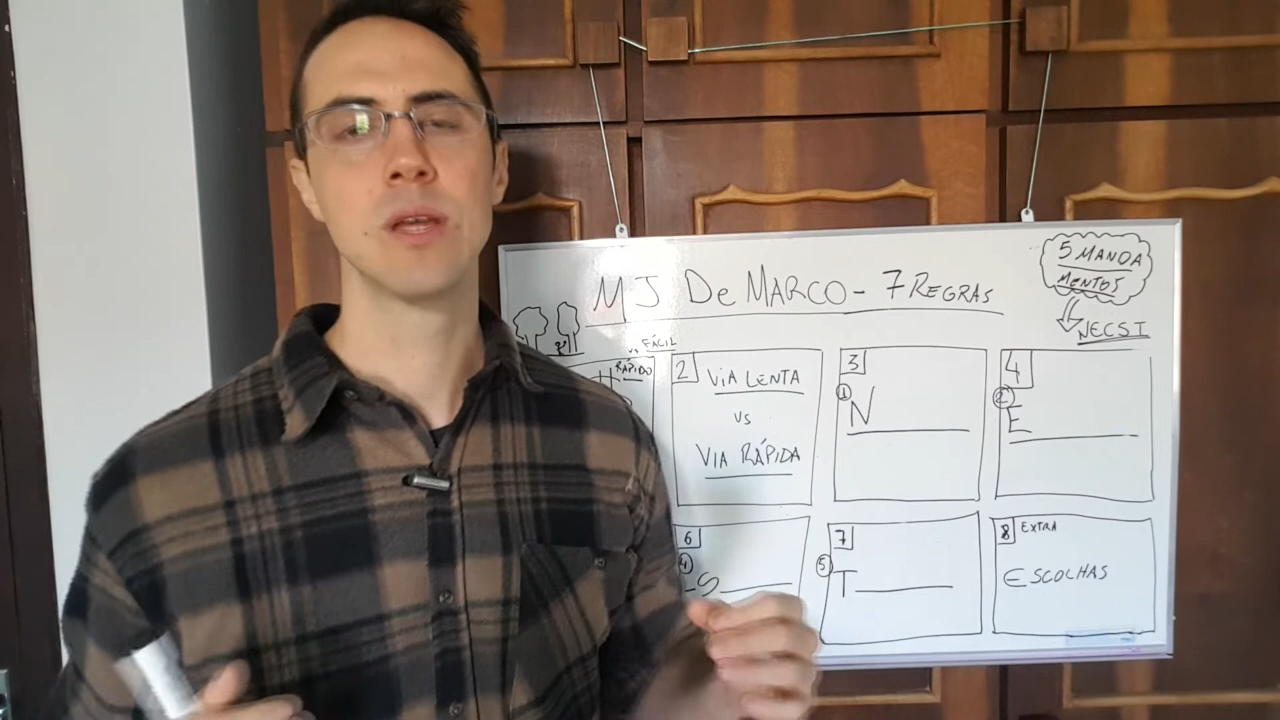 MJ DeMARCO - 7 REGRAS
5 MANDA
MENTOS
NECST
vs FÁCIL
RÁPIDO
2
VIA LENTA
vs
VIA RÁPIDA
3
1
N
4
2
E
6
4
S
7
5
T
8 EXTRA
ESCOLHAS